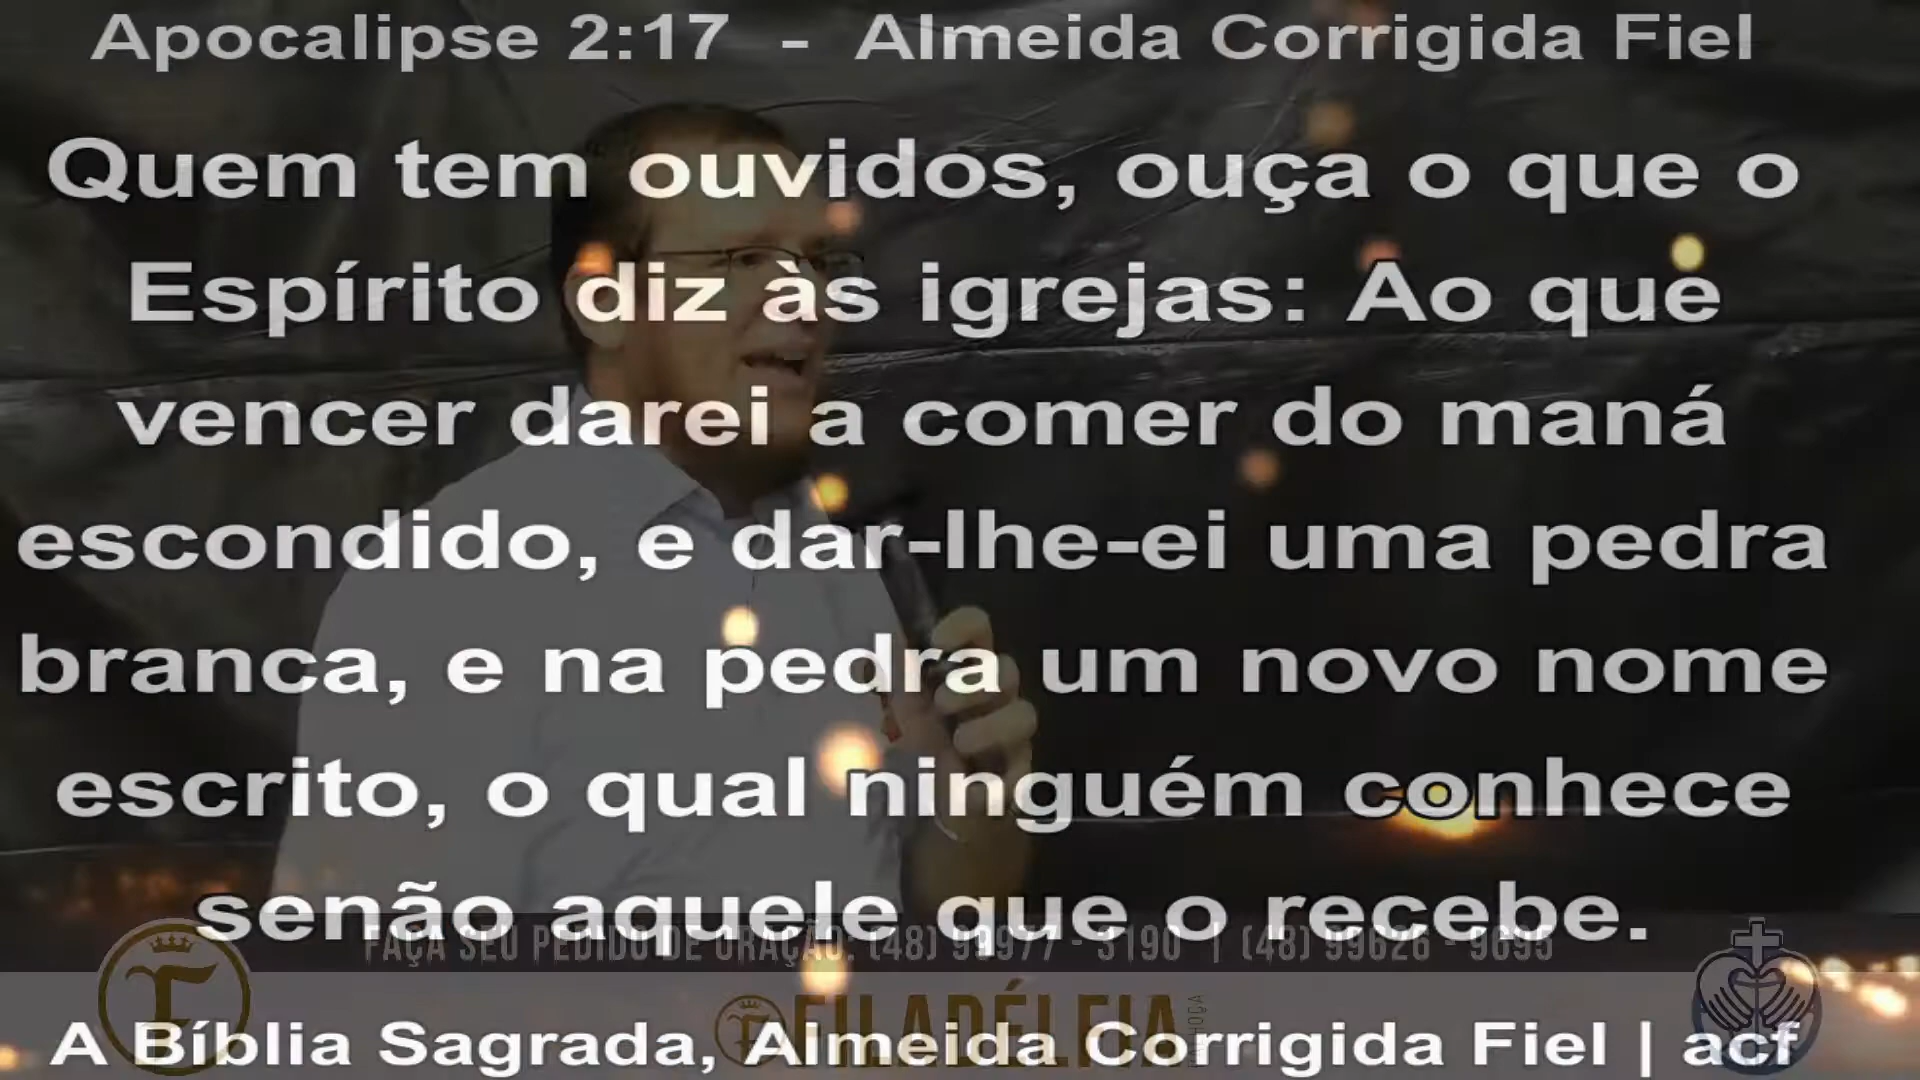 Apocalipse 2:17 - Almeida Corrigida Fiel
Quem tem ouvidos, ouça o que o
Espírito diz às igrejas: Ao que
vencer darei a comer do maná
escondido, e dar-lhe-ei uma pedra
branca, e na pedra um novo nome
escrito, o qual ninguém conhece
senão aquele que o recebe.
FAÇA SEU PEDIDO DE ORAÇÃO: (48) 99977 - 3190 | (48) 99626 - 9695
FILADÉLFIA
A Bíblia Sagrada, Almeida Corrigida Fiel | acf